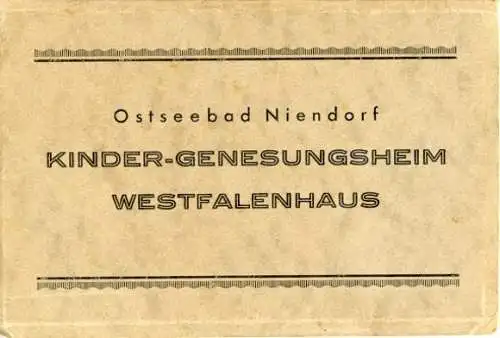 Ostseebad Niendorf
KINDER-GENESUNGSHEIM
WESTFALENHAUS